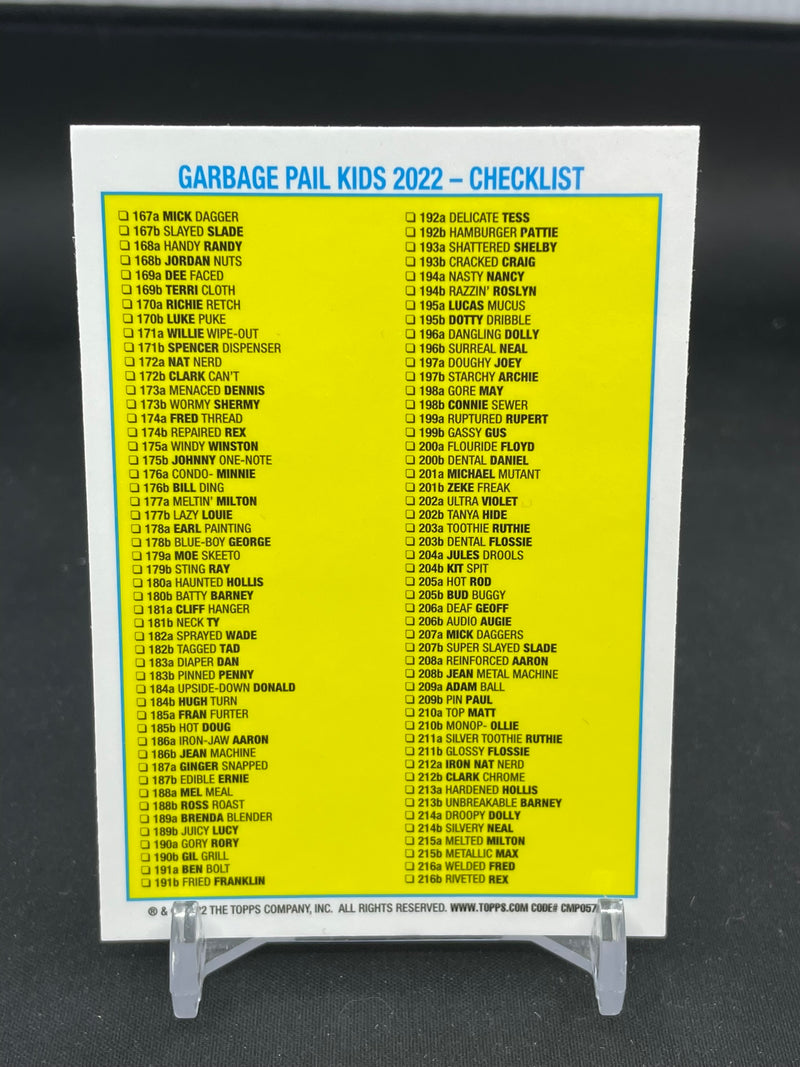 GARBAGE PAIL KIDS 2022 – CHECKLIST
❏ 167a MICK DAGGER
❏ 167b SLAYED SLADE
❏ 168a HANDY RANDY
❏ 168b JORDAN NUTS
❏ 169a DEE FACED
❏ 169b TERRI CLOTH
❏ 170a RICHIE RETCH
❏ 170b LUKE PUKE
❏ 171a WILLIE WIPE-OUT
❏ 171b SPENCER DISPENSER
❏ 172a NAT NERD
❏ 172b CLARK CAN'T
❏ 173a MENACED DENNIS
❏ 173b WORMY SHERMY
❏ 174a FRED THREAD
❏ 174b REPAIRED REX
❏ 175a WINDY WINSTON
❏ 175b JOHNNY ONE-NOTE
❏ 176a CONDO- MINNIE
❏ 176b BILL DING
❏ 177a MELTIN' MILTON
❏ 177b LAZY LOUIE
❏ 178a EARL PAINTING
❏ 178b BLUE-BOY GEORGE
❏ 179a MOE SKEETO
❏ 179b STING RAY
❏ 180a HAUNTED HOLLIS
❏ 180b BATTY BARNEY
❏ 181a CLIFF HANGER
❏ 181b NECK TY
❏ 182a SPRAYED WADE
❏ 182b TAGGED TAD
❏ 183a DIAPER DAN
❏ 183b PINNED PENNY
❏ 184a UPSIDE-DOWN DONALD
❏ 184b HUGH TURN
❏ 185a FRAN FURTER
❏ 185b HOT DOUG
❏ 186a IRON-JAW AARON
❏ 186b JEAN MACHINE
❏ 187a GINGER SNAPPED
❏ 187b EDIBLE ERNIE
❏ 188a MEL MEAL
❏ 188b ROSS ROAST
❏ 189a BRENDA BLENDER
❏ 189b JUICY LUCY
❏ 190a GORY RORY
❏ 190b GIL GRILL
❏ 191a BEN BOLT
❏ 191b FRIED FRANKLIN
❏ 192a DELICATE TESS
❏ 192b HAMBURGER PATTIE
❏ 193a SHATTERED SHELBY
❏ 193b CRACKED CRAIG
❏ 194a NASTY NANCY
❏ 194b RAZZIN' ROSLYN
❏ 195a LUCAS MUCUS
❏ 195b DOTTY DRIBBLE
❏ 196a DANGLING DOLLY
❏ 196b SURREAL NEAL
❏ 197a DOUGHY JOEY
❏ 197b STARCHY ARCHIE
❏ 198a GORE MAY
❏ 198b CONNIE SEWER
❏ 199a RUPTURED RUPERT
❏ 199b GASSY GUS
❏ 200a FLOURIDE FLOYD
❏ 200b DENTAL DANIEL
❏ 201a MICHAEL MUTANT
❏ 201b ZEKE FREAK
❏ 202a ULTRA VIOLET
❏ 202b TANYA HIDE
❏ 203a TOOTHIE RUTHIE
❏ 203b DENTAL FLOSSIE
❏ 204a JULES DROOLS
❏ 204b KIT SPIT
❏ 205a HOT ROD
❏ 205b BUD BUGGY
❏ 206a DEAF GEOFF
❏ 206b AUDIO AUGIE
❏ 207a MICK DAGGERS
❏ 207b SUPER SLAYED SLADE
❏ 208a REINFORCED AARON
❏ 208b JEAN METAL MACHINE
❏ 209a ADAM BALL
❏ 209b PIN PAUL
❏ 210a TOP MATT
❏ 210b MONOP- OLLIE
❏ 211a SILVER TOOTHIE RUTHIE
❏ 211b GLOSSY FLOSSIE
❏ 212a IRON NAT NERD
❏ 212b CLARK CHROME
❏ 213a HARDENED HOLLIS
❏ 213b UNBREAKABLE BARNEY
❏ 214a DROOPY DOLLY
❏ 214b SILVERY NEAL
❏ 215a MELTED MILTON
❏ 215b METALLIC MAX
❏ 216a WELDED FRED
❏ 216b RIVETED REX
® & THE TOPPS COMPANY, INC. ALL RIGHTS RESERVED. WWW.TOPPS.COM CODE#